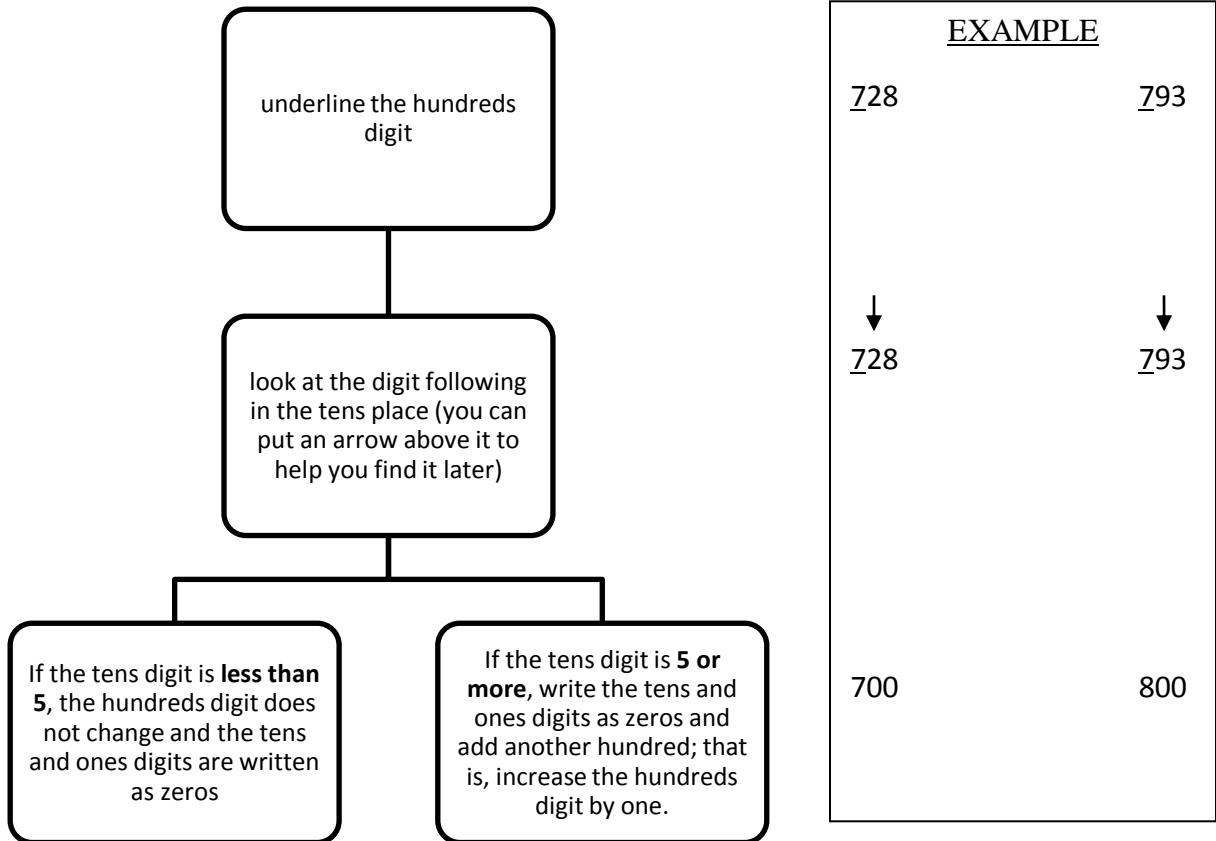 underline the hundreds
digit
look at the digit following
in the tens place (you can
put an arrow above it to
help you find it later)
If the tens digit is less than
5, the hundreds digit does
not change and the tens
and ones digits are written
as zeros
If the tens digit is 5 or
more, write the tens and
ones digits as zeros and
add another hundred; that
is, increase the hundreds
digit by one.
EXAMPLE
728 793
728 793
700 800